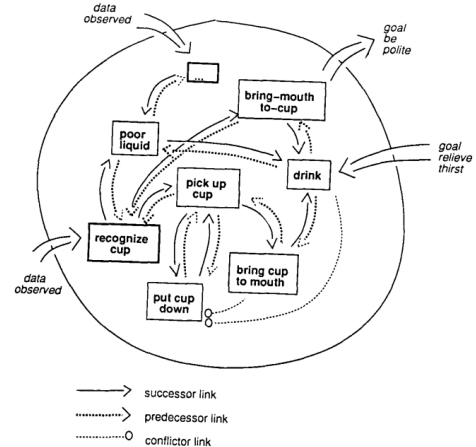 data
observed
goal
be
polite
...
bring-mouth
to-cup
poor
liquid
goal
relieve
thirst
drink
pick up
cup
recognize
cup
bring cup
to mouth
data
observed
put cup
down
successor link
predecessor link
conflictor link